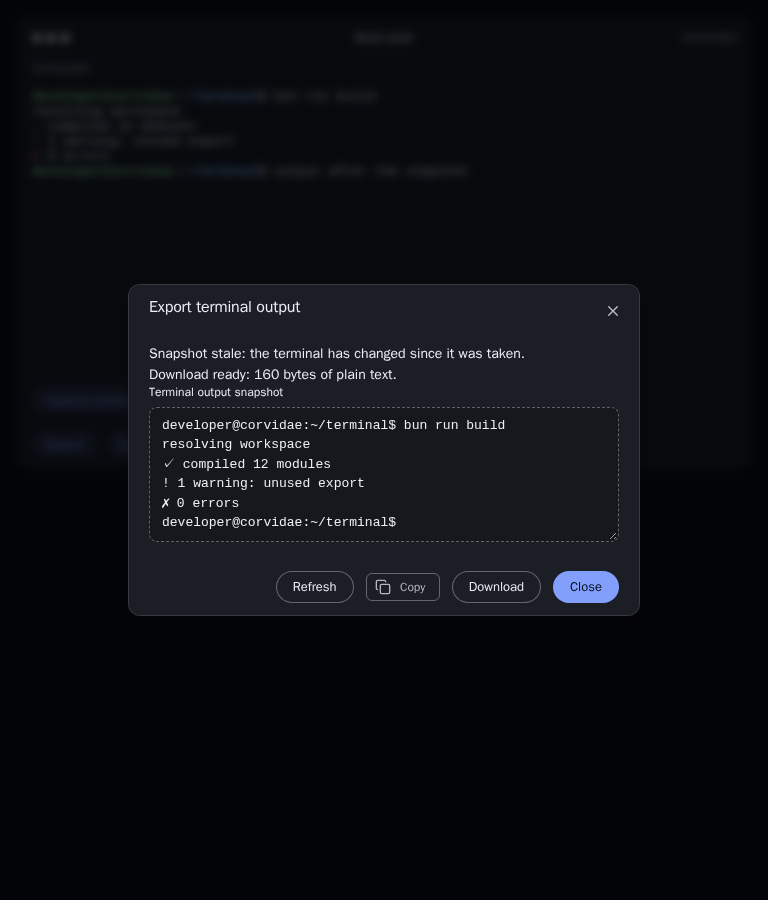 Export terminal output
Snapshot stale: the terminal has changed since it was taken.
Download ready: 160 bytes of plain text.
Terminal output snapshot
developer@corvidae:~/terminal$ bun run build
resolving workspace
✓ compiled 12 modules
! 1 warning: unused export
✗ 0 errors
developer@corvidae:~/terminal$
Refresh
Copy
Download
Close